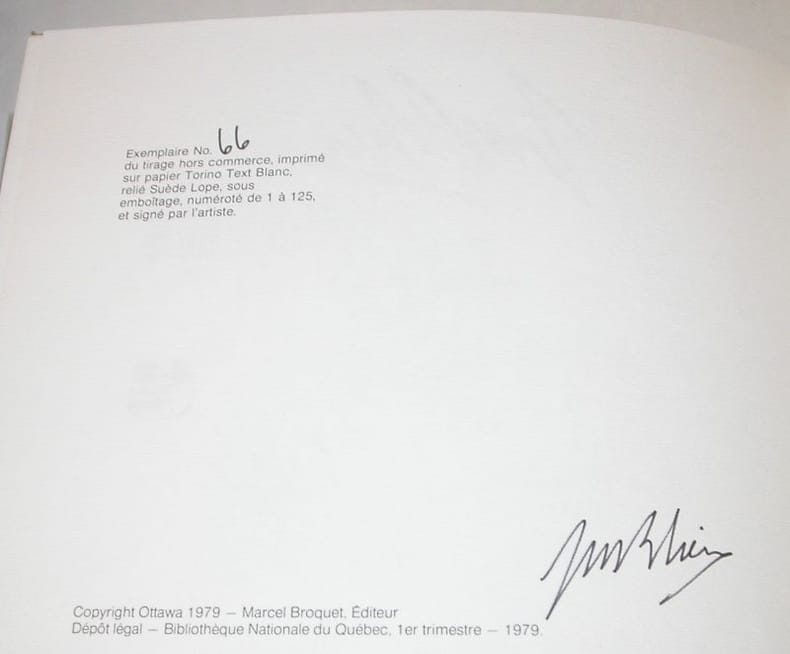 Exemplaire No. 66
du tirage hors commerce, imprimé
sur papier Torino Text Blanc,
relié Suède Lope, sous
emboîtage, numéroté de 1 à 125,
et signé par l'artiste.
Copyright Ottawa 1979 — Marcel Broquet, Éditeur
Dépôt légal — Bibliothèque Nationale du Québec, 1er trimestre — 1979.